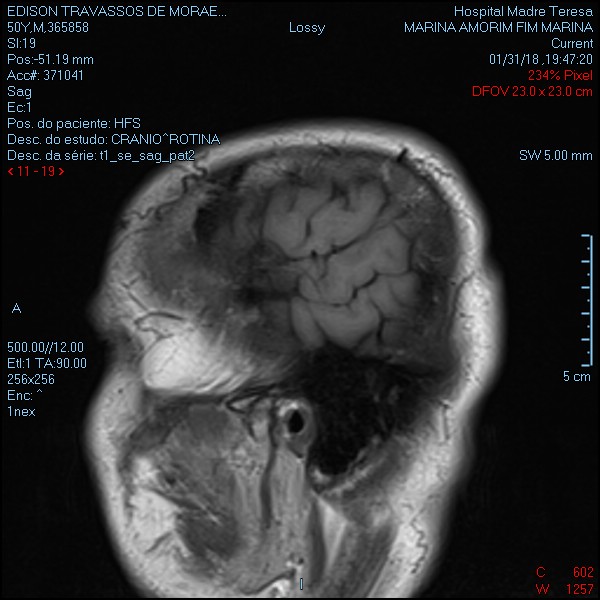 EDISON TRAVASSOS DE MORAE...
50Y,M,365858
Sl:19
Pos:-51.19 mm
Acc#: 371041
Sag
Ec:1
Pos. do paciente: HFS
Desc. do estudo: CRANIO^ROTINA
Desc. da série: t1_se_sag_pat2
< 11 - 19 >
Lossy
Hospital Madre Teresa
MARINA AMORIM FIM MARINA
Current
01/31/18 ,19:47:20
234% Pixel
DFOV 23.0 x 23.0 cm
SW 5.00 mm
A
500.00//12.00
Etl:1 TA:90.00
256x256
Enc: ^
1nex
5 cm
I
C 602
W 1257